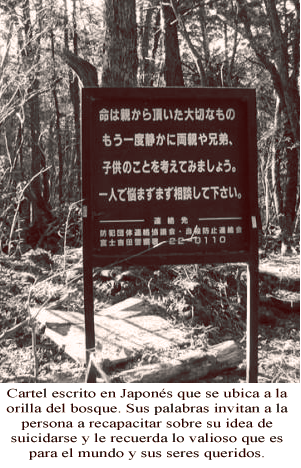 命は親から頂いた大切なもの
もう一度静かに両親や兄弟、
子供のことを考えてみましょう。
一人で悩まずまず相談して下さい。
連絡先
防犯団体連絡協議会・自殺防止連絡会
富士吉田警察署 22-0110
Cartel escrito en Japonés que se ubica a la
orilla del bosque. Sus palabras invitan a la
persona a recapacitar sobre su idea de
suicidarse y le recuerda lo valioso que es
para el mundo y sus seres queridos.